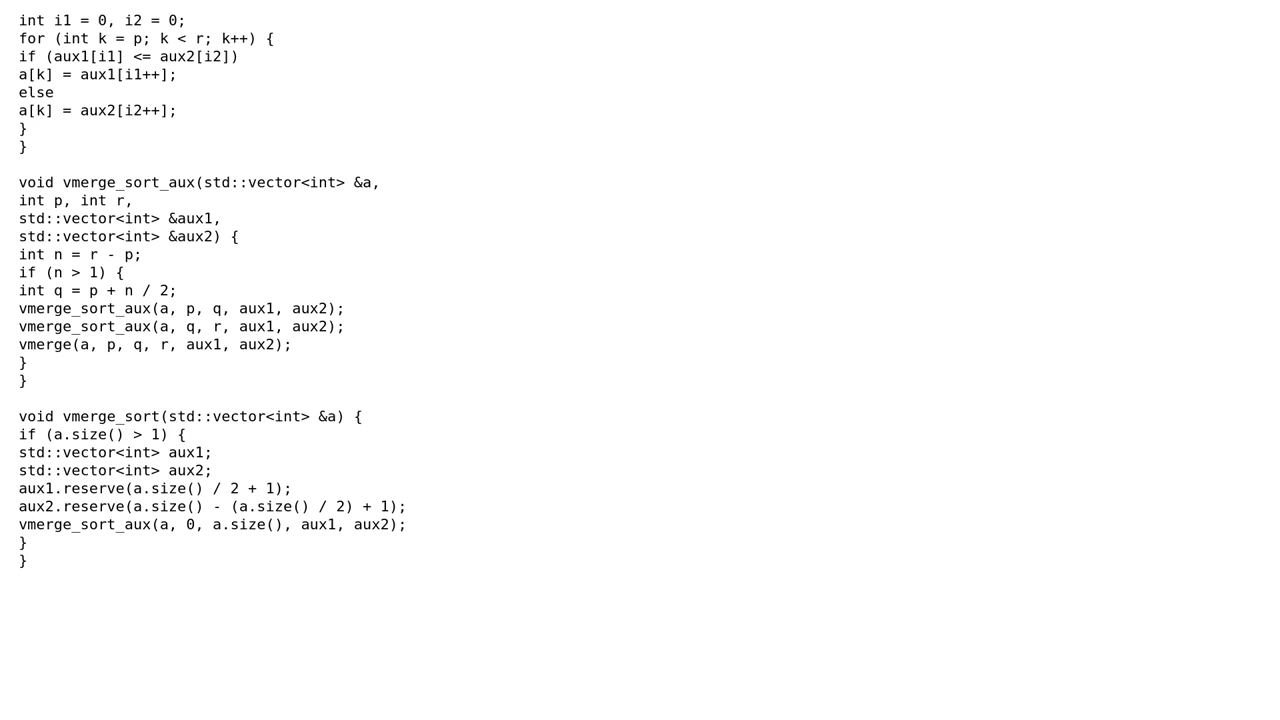 int i1 = 0, i2 = 0;
for (int k = p; k < r; k++) {
if (aux1[i1] <= aux2[i2])
a[k] = aux1[i1++];
else
a[k] = aux2[i2++];
}
}

void vmerge_sort_aux(std::vector<int> &a,
int p, int r,
std::vector<int> &aux1,
std::vector<int> &aux2) {
int n = r - p;
if (n > 1) {
int q = p + n / 2;
vmerge_sort_aux(a, p, q, aux1, aux2);
vmerge_sort_aux(a, q, r, aux1, aux2);
vmerge(a, p, q, r, aux1, aux2);
}
}

void vmerge_sort(std::vector<int> &a) {
if (a.size() > 1) {
std::vector<int> aux1;
std::vector<int> aux2;
aux1.reserve(a.size() / 2 + 1);
aux2.reserve(a.size() - (a.size() / 2) + 1);
vmerge_sort_aux(a, 0, a.size(), aux1, aux2);
}
}